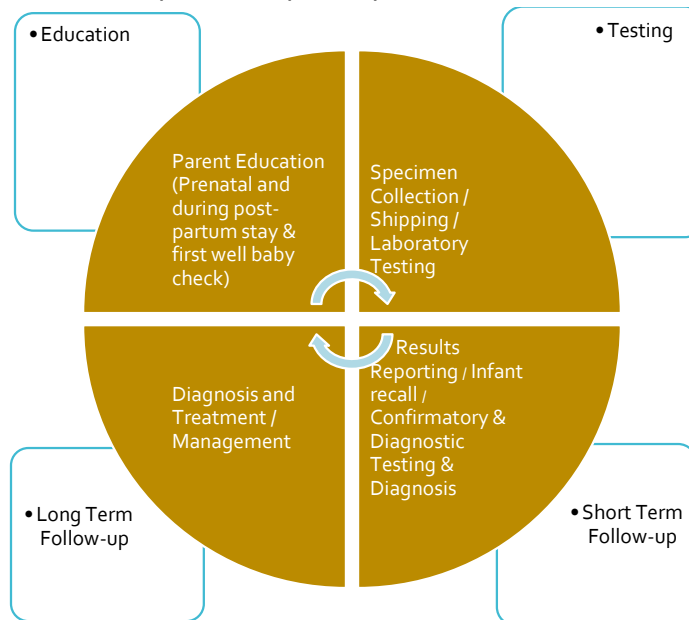 • Education
• Testing
Parent Education
(Prenatal and
during post-
partum stay &
first well baby
check)
Specimen
Collection /
Shipping /
Laboratory
Testing
Diagnosis and
Treatment /
Management
Results
Reporting / Infant
recall /
Confirmatory &
Diagnostic
Testing &
Diagnosis
• Long Term
Follow-up
• Short Term
Follow-up